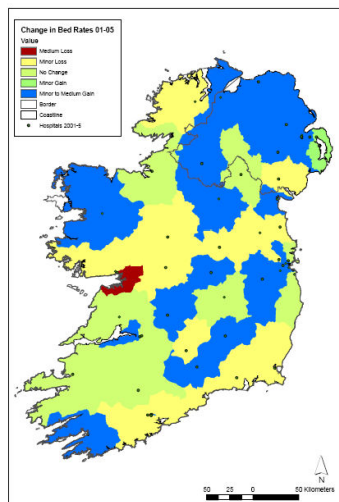 Change in Bed Rates 01-05
Value
Medium Loss
Minor Loss
No Change
Minor Gain
Minor to Medium Gain
Border
Coastline
Hospitals 2001-5
N
50 25 0 50 Kilometers